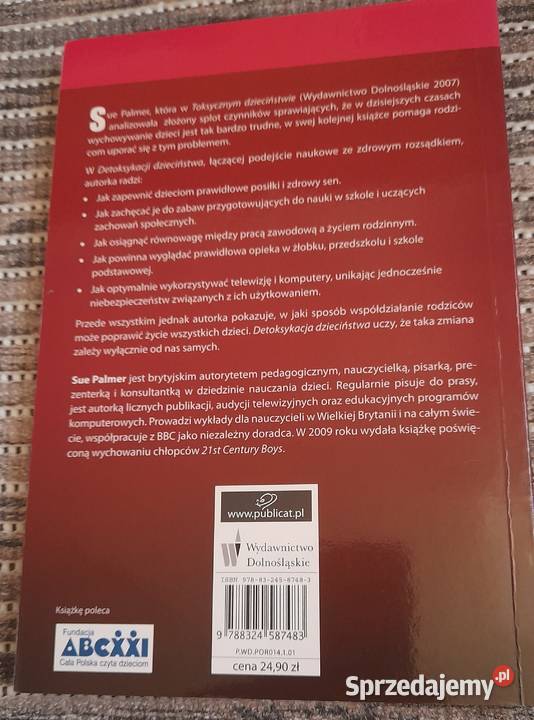 Sue Palmer, która w Toksycznym dzieciństwie (Wydawnictwo Dolnośląskie 2007)
analizowała złożony splot czynników sprawiających, że w dzisiejszych czasach
wychowywanie dzieci jest tak bardzo trudne, w swej kolejnej książce pomaga rodzi-
com uporać się z tym problemem.
W Detoksykacji dzieciństwa, łączącej podejście naukowe ze zdrowym rozsądkiem,
autorka radzi:
• Jak zapewnić dzieciom prawidłowe posiłki i zdrowy sen.
• Jak zachęcać je do zabaw przygotowujących do nauki w szkole i uczących
zachowań społecznych.
• Jak osiągnąć równowagę między pracą zawodową a życiem rodzinnym.
• Jak powinna wyglądać prawidłowa opieka w żłobku, przedszkolu i szkole
podstawowej.
• Jak optymalnie wykorzystywać telewizję i komputery, unikając jednocześnie
niebezpieczeństw związanych z ich użytkowaniem.
Przede wszystkim jednak autorka pokazuje, w jaki sposób współdziałanie rodziców
może poprawić życie wszystkich dzieci. Detoksykacja dzieciństwa uczy, że taka zmiana
zależy wyłącznie od nas samych.
Sue Palmer jest brytyjskim autorytetem pedagogicznym, nauczycielką, pisarką, pre-
zenterką i konsultantką w dziedzinie nauczania dzieci. Regularnie pisuje do prasy,
jest autorką licznych publikacji, audycji telewizyjnych oraz edukacyjnych programów
komputerowych. Prowadzi wykłady dla nauczycieli w Wielkiej Brytanii i na całym świe-
cie, współpracuje z BBC jako niezależny doradca. W 2009 roku wydała książkę poświę-
coną wychowaniu chłopców 21st Century Boys.
www.publicat.pl
Wydawnictwo
Dolnośląskie
ISBN 978-83-245-8748-3
9 788324 587483
P.WD.POR014.1.01
cena 24,90 zł
Książkę poleca
Fundacja
ABCXXI
Cała Polska czyta dzieciom
Sprzedajemy.pl